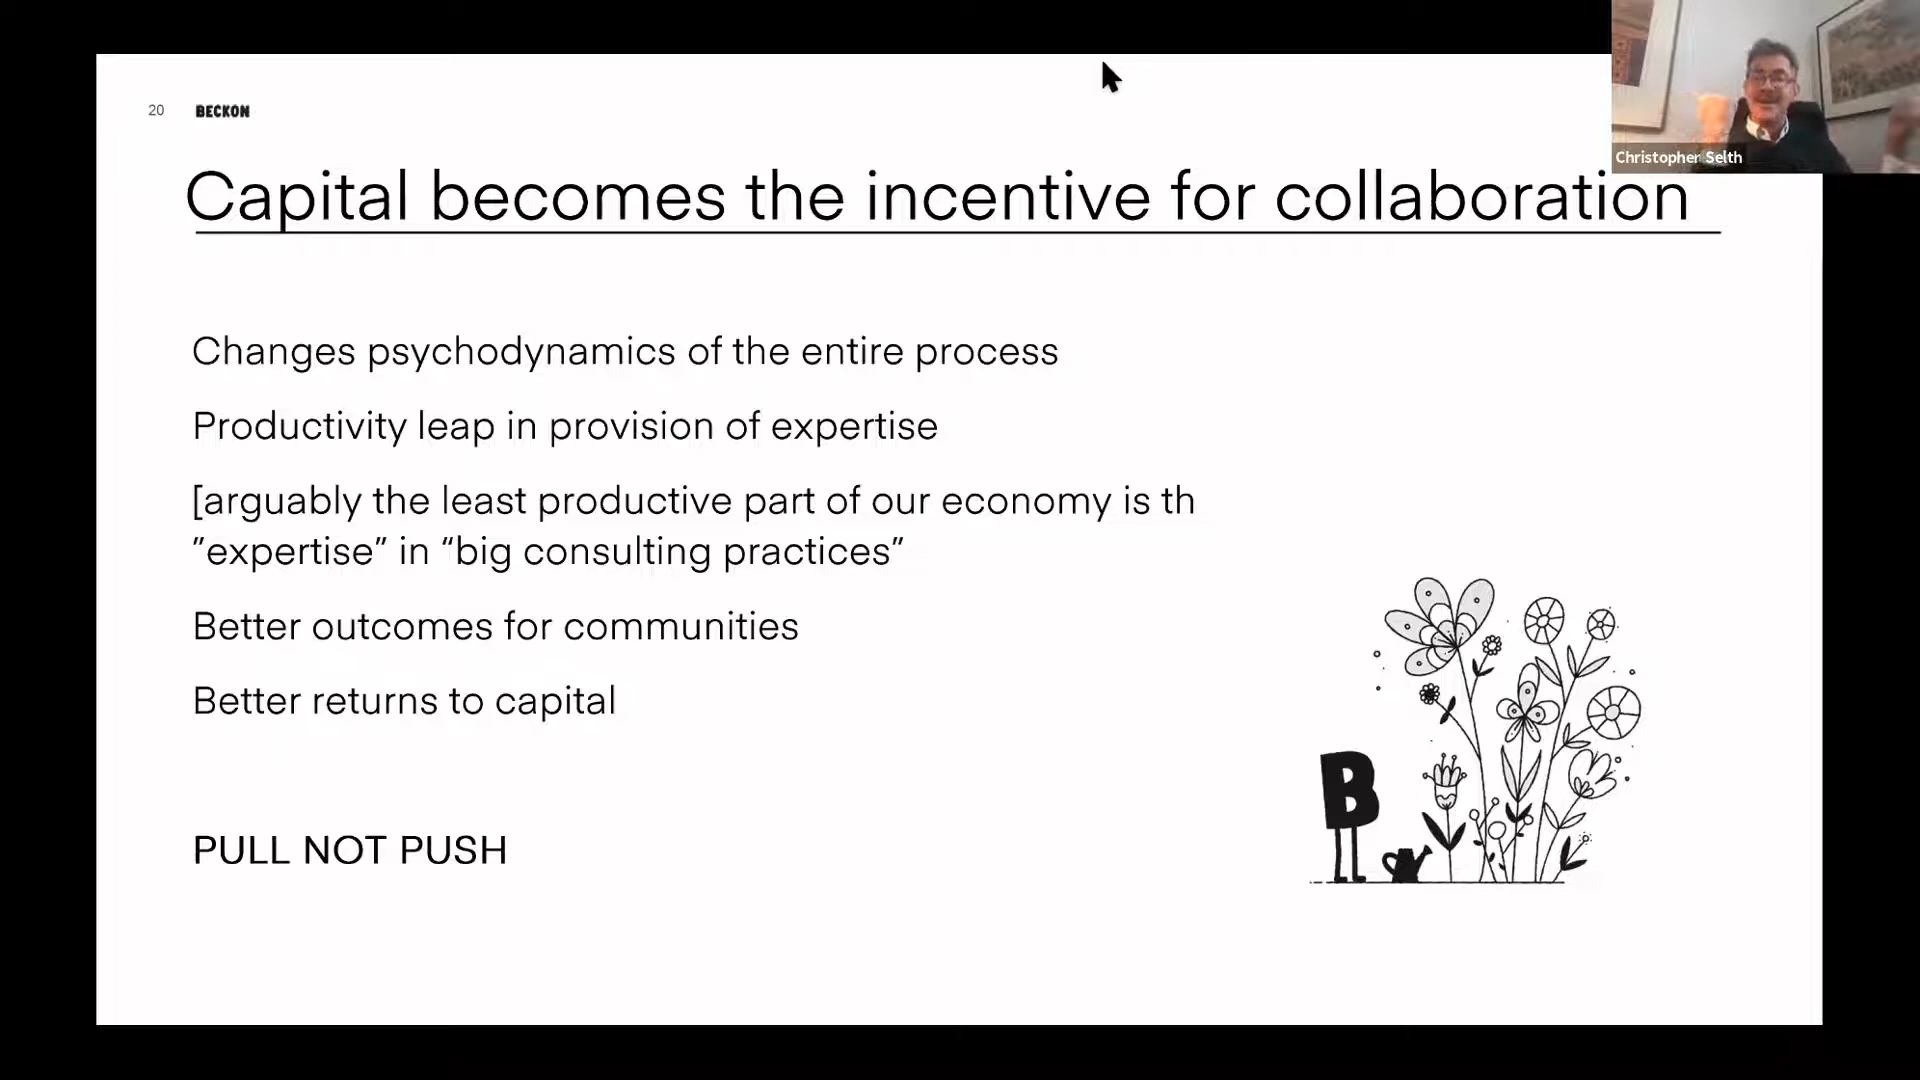 20 BECKON
Christopher Selth
Capital becomes the incentive for collaboration
Changes psychodynamics of the entire process
Productivity leap in provision of expertise
[arguably the least productive part of our economy is th
”expertise” in “big consulting practices”
Better outcomes for communities
Better returns to capital
PULL NOT PUSH
B